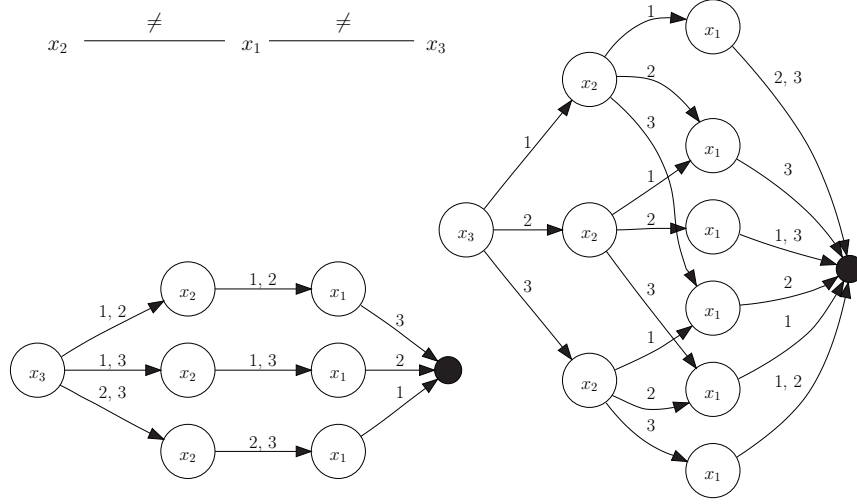 ≠ ≠
x₂ x₁ x₃
1 x₁
x₂ 2 2, 3
3 x₁ 3
1 1
x₃ 2 x₂ 2 x₁ 1, 3
3 3 x₁ 2
1 x₁ 1
x₂ 2 1, 2
3 x₁
x₂ 1, 2 x₁
1, 2 3
x₃ 1, 3 x₂ 1, 3 x₁ 2
2, 3 1
x₂ 2, 3 x₁